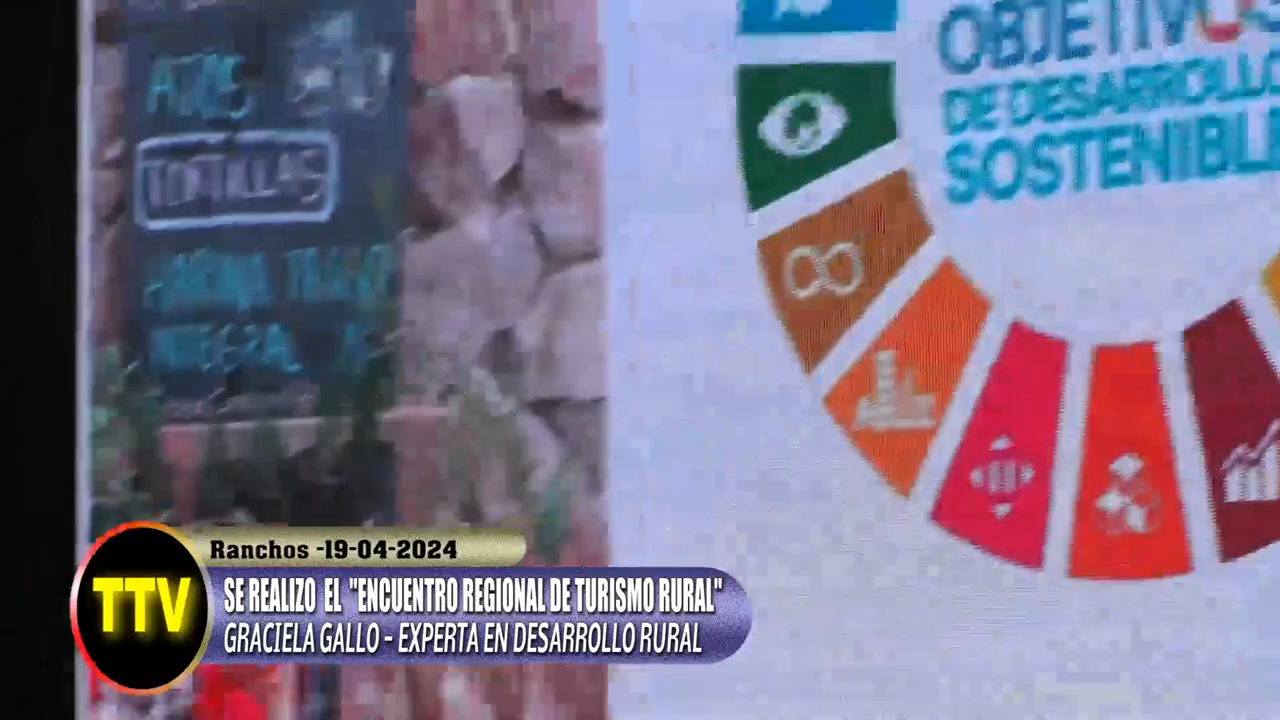 TORTILLAS
OBJETIVOS
DE DESARROLLO
SOSTENIBLE
Ranchos -19-04-2024
TTV
SE REALIZO EL "ENCUENTRO REGIONAL DE TURISMO RURAL"
GRACIELA GALLO - EXPERTA EN DESARROLLO RURAL